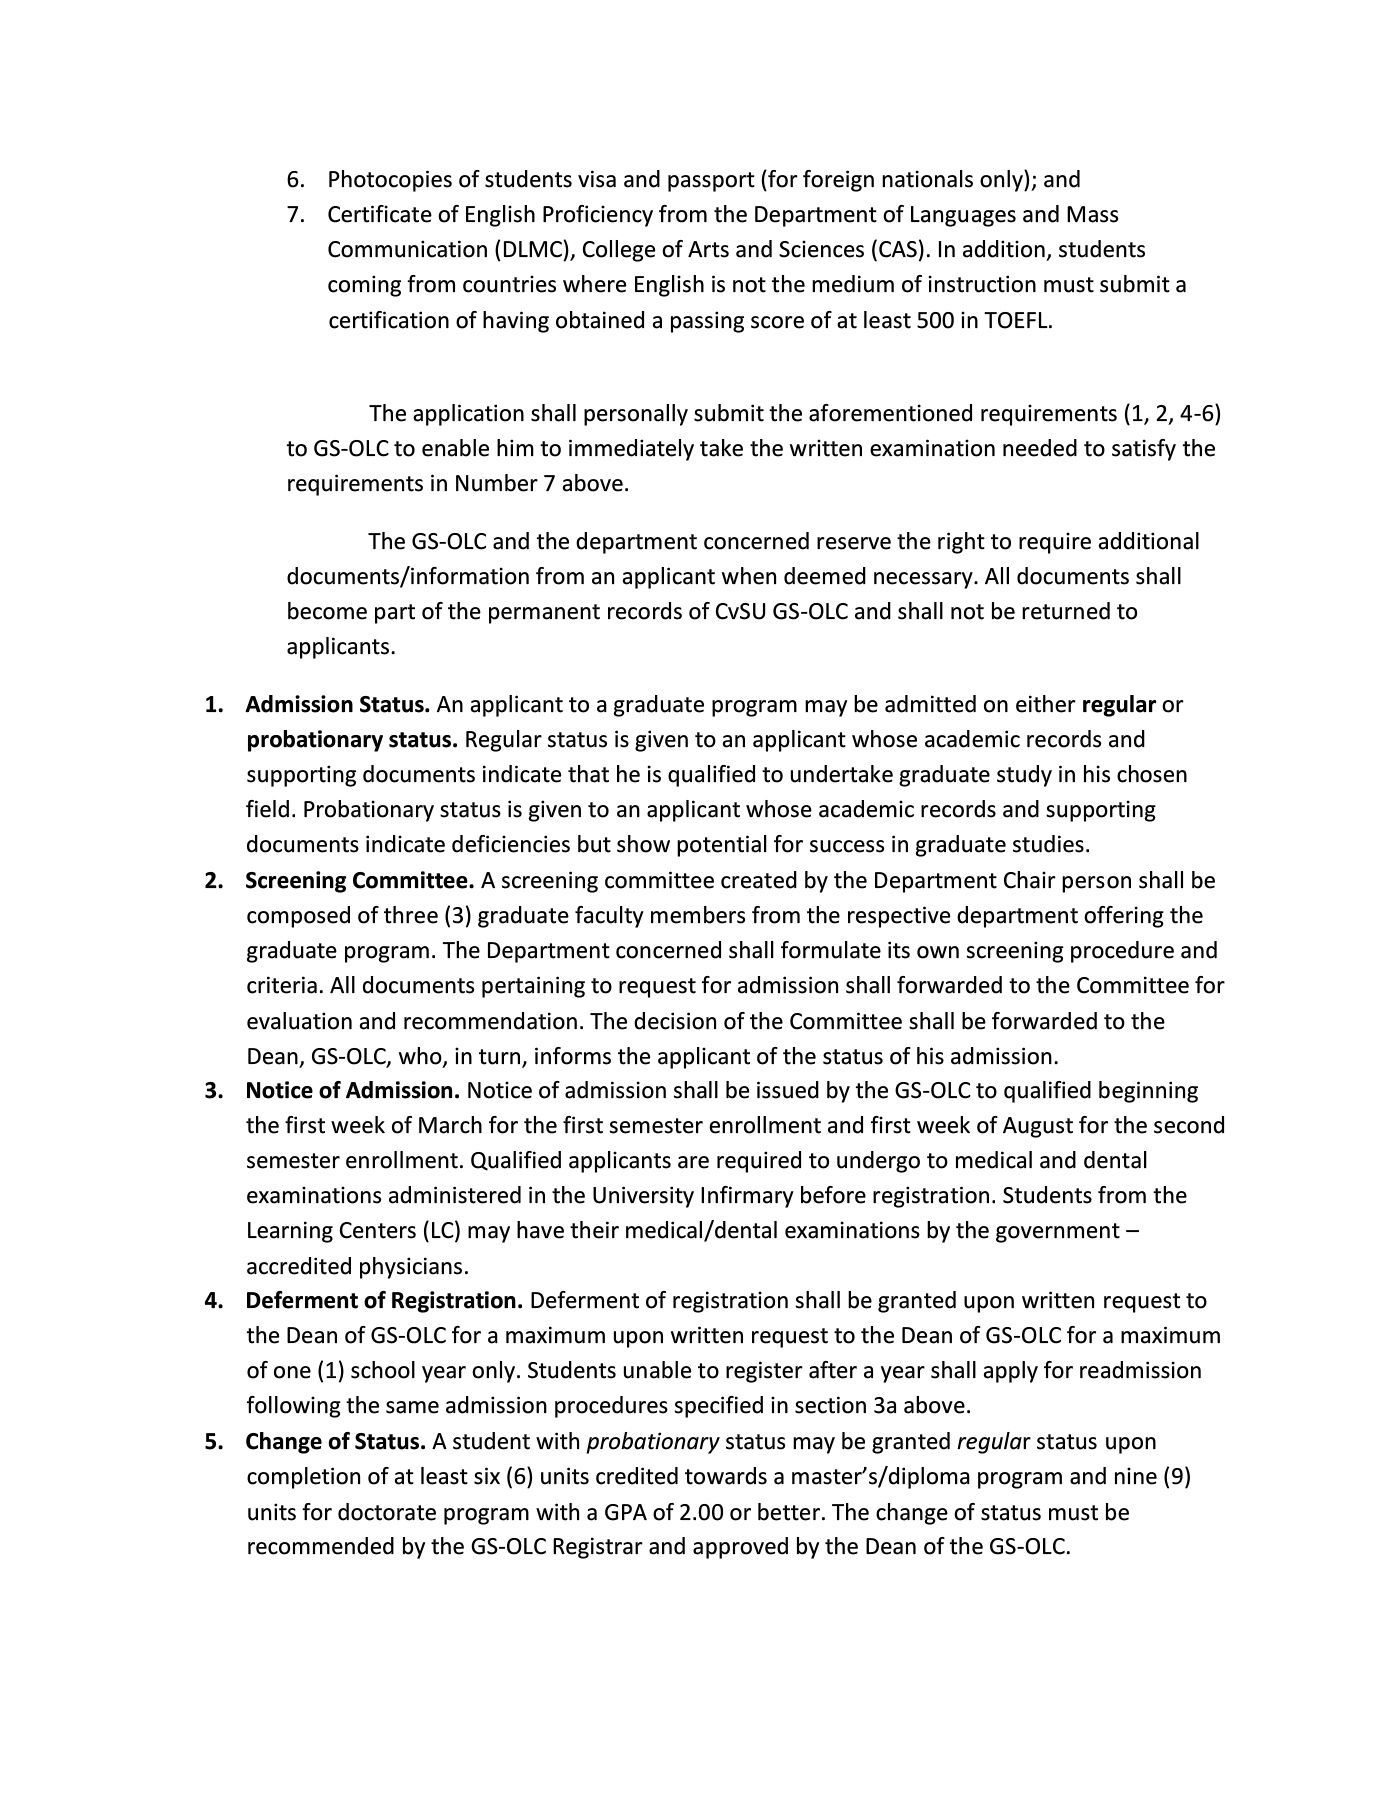 6. Photocopies of students visa and passport (for foreign nationals only); and
7. Certificate of English Proficiency from the Department of Languages and Mass
Communication (DLMC), College of Arts and Sciences (CAS). In addition, students
coming from countries where English is not the medium of instruction must submit a
certification of having obtained a passing score of at least 500 in TOEFL.
The application shall personally submit the aforementioned requirements (1, 2, 4-6)
to GS-OLC to enable him to immediately take the written examination needed to satisfy the
requirements in Number 7 above.
The GS-OLC and the department concerned reserve the right to require additional
documents/information from an applicant when deemed necessary. All documents shall
become part of the permanent records of CvSU GS-OLC and shall not be returned to
applicants.
1. Admission Status. An applicant to a graduate program may be admitted on either regular or
probationary status. Regular status is given to an applicant whose academic records and
supporting documents indicate that he is qualified to undertake graduate study in his chosen
field. Probationary status is given to an applicant whose academic records and supporting
documents indicate deficiencies but show potential for success in graduate studies.
2. Screening Committee. A screening committee created by the Department Chair person shall be
composed of three (3) graduate faculty members from the respective department offering the
graduate program. The Department concerned shall formulate its own screening procedure and
criteria. All documents pertaining to request for admission shall forwarded to the Committee for
evaluation and recommendation. The decision of the Committee shall be forwarded to the
Dean, GS-OLC, who, in turn, informs the applicant of the status of his admission.
3. Notice of Admission. Notice of admission shall be issued by the GS-OLC to qualified beginning
the first week of March for the first semester enrollment and first week of August for the second
semester enrollment. Qualified applicants are required to undergo to medical and dental
examinations administered in the University Infirmary before registration. Students from the
Learning Centers (LC) may have their medical/dental examinations by the government –
accredited physicians.
4. Deferment of Registration. Deferment of registration shall be granted upon written request to
the Dean of GS-OLC for a maximum upon written request to the Dean of GS-OLC for a maximum
of one (1) school year only. Students unable to register after a year shall apply for readmission
following the same admission procedures specified in section 3a above.
5. Change of Status. A student with probationary status may be granted regular status upon
completion of at least six (6) units credited towards a master’s/diploma program and nine (9)
units for doctorate program with a GPA of 2.00 or better. The change of status must be
recommended by the GS-OLC Registrar and approved by the Dean of the GS-OLC.